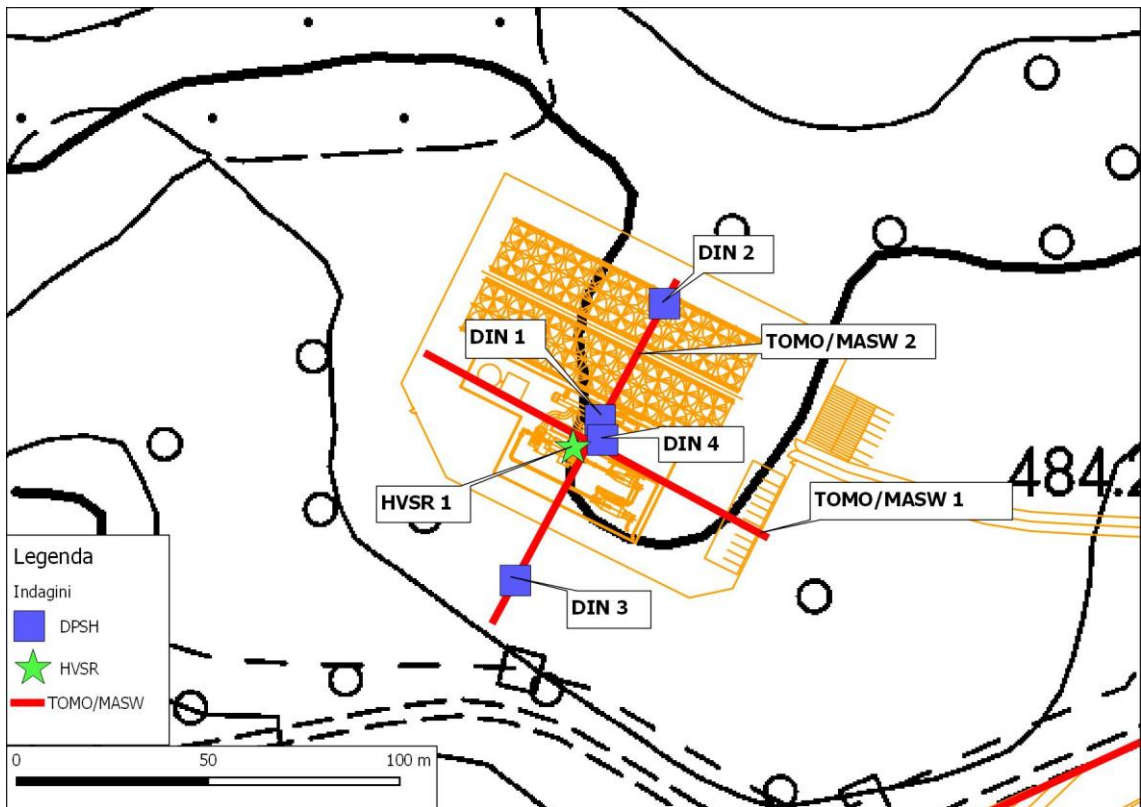 DIN 2
DIN 1
TOMO/MASW 2
DIN 4
HVSR 1
TOMO/MASW 1
484.2
DIN 3
Legenda
Indagini
DPSH
HVSR
TOMO/MASW
0 50 100 m